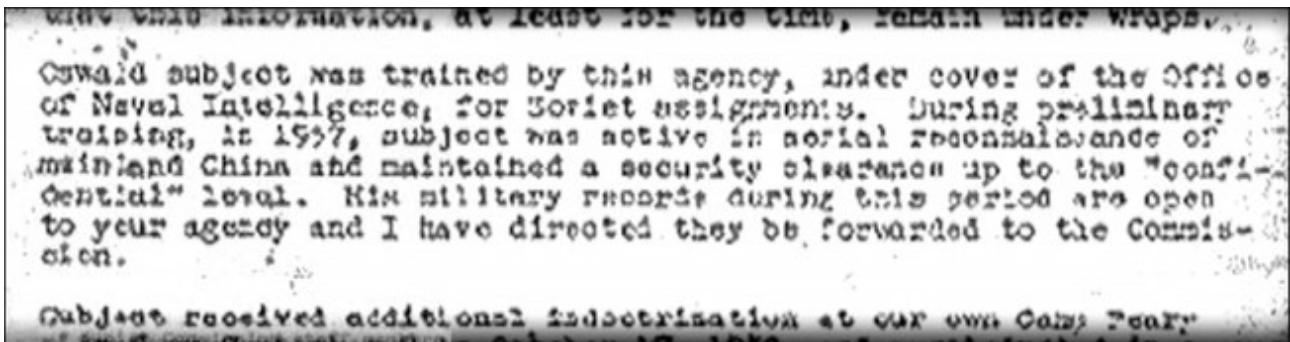 that this information, at least for the time, remain under wraps.
Oswald subject was trained by this agency, under cover of the Office
of Naval Intelligence, for Soviet assignments. During preliminary
training, in 1957, subject was active in aerial reconnaissance of
mainland China and maintained a security clearance up to the "confi-
dential" level. His military records during this period are open
to your agency and I have directed they be forwarded to the Commis-
sion.
Subject received additional indoctrination at our own Camp Peary